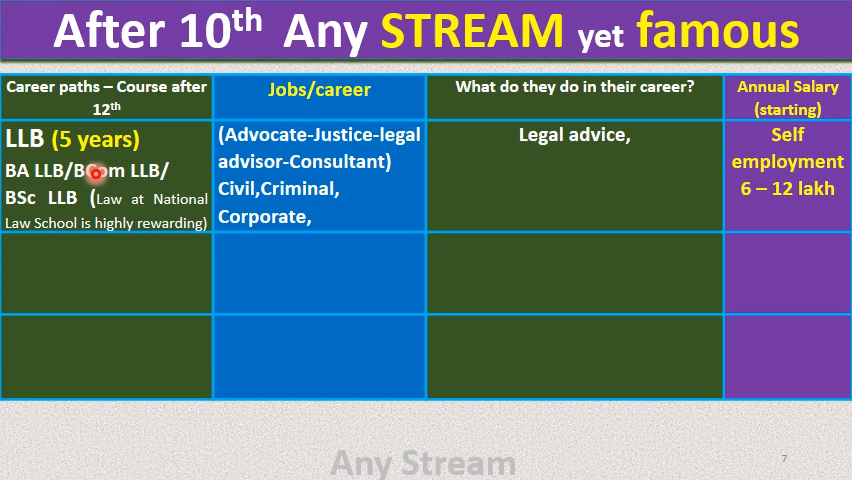 After 10th Any STREAM yet famous
Career paths – Course after
12th
Jobs/career
What do they do in their career?
Annual Salary
(starting)
LLB (5 years)
BA LLB/BCom LLB/
BSc LLB (Law at National
Law School is highly rewarding)
(Advocate-Justice-legal
advisor-Consultant)
Civil,Criminal,
Corporate,
Legal advice,
Self
employment
6 – 12 lakh
Any Stream
7